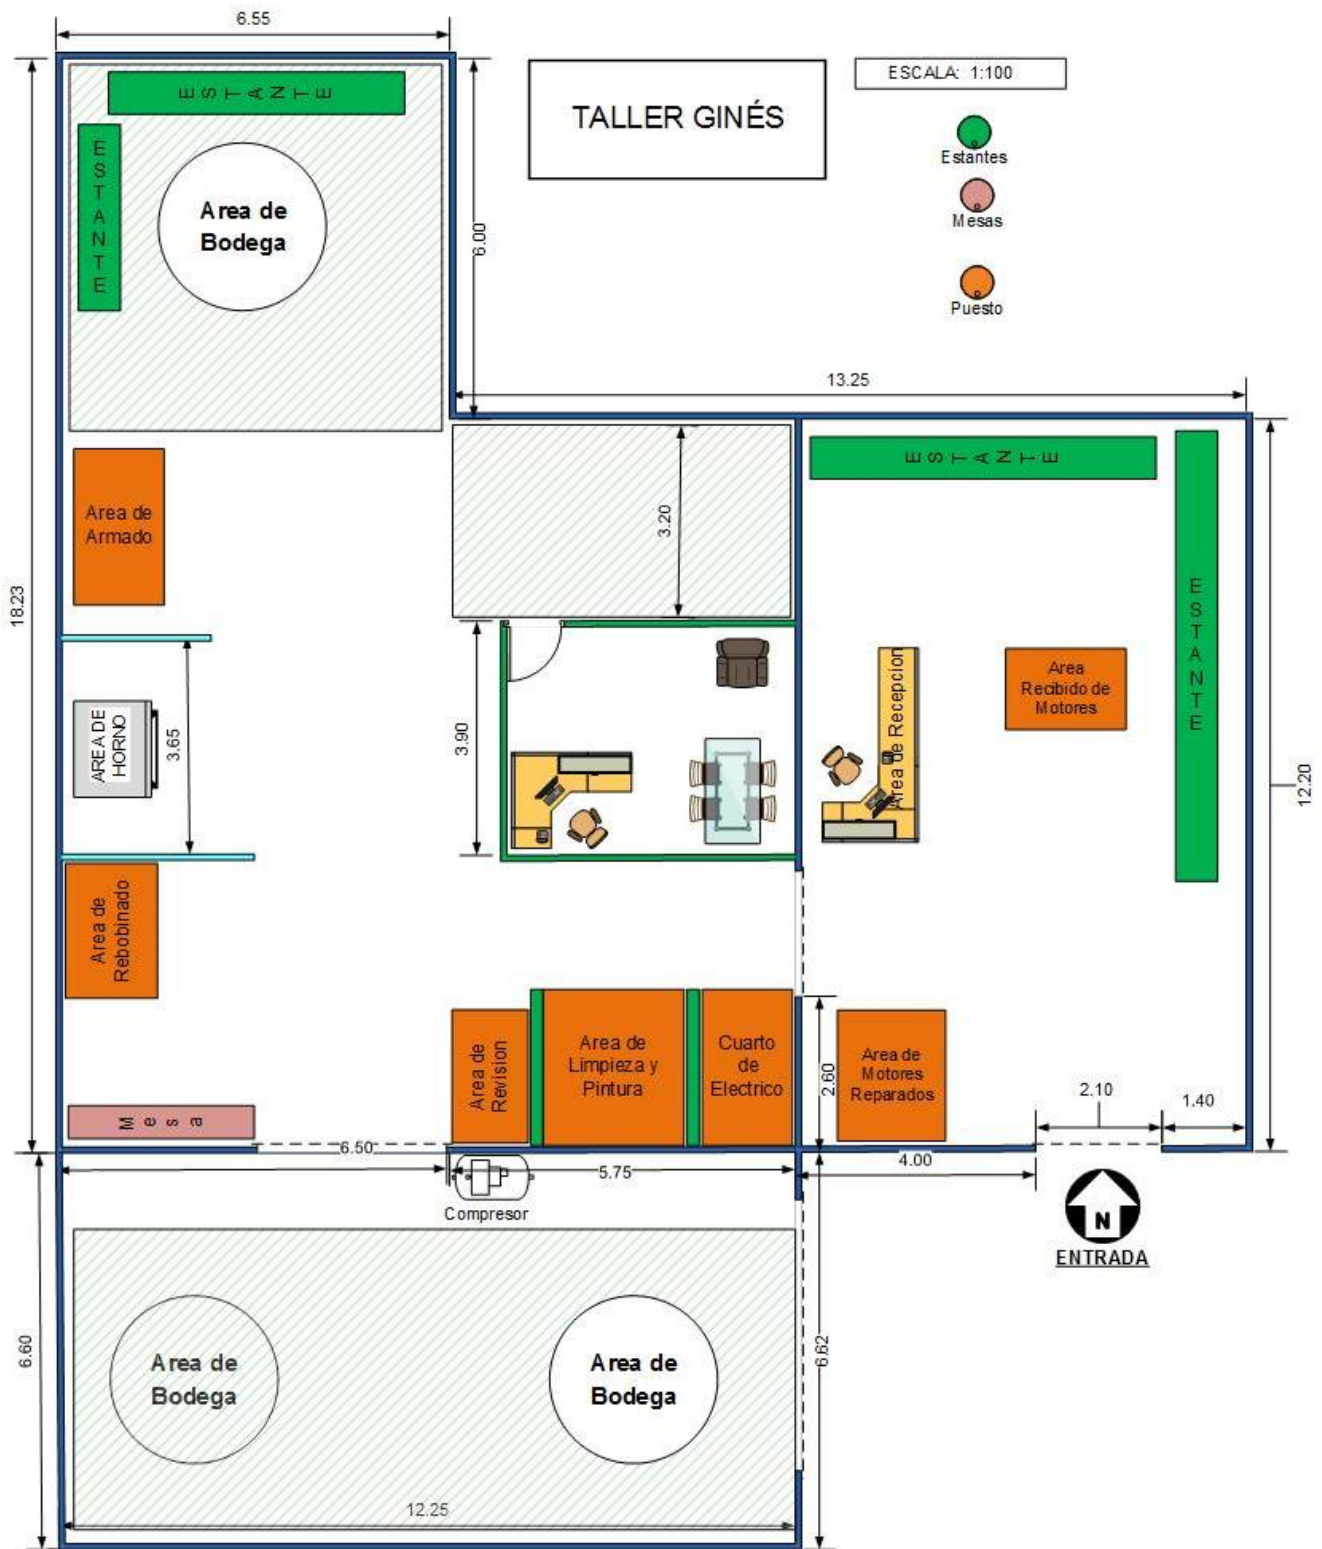 6.55
TALLER GINÉS
ESCALA: 1:100
ESTANTE
ESTANTE
Area de
Bodega
Estantes
Mesas
Puesto
6.00
13.25
18.23
Area de
Armado
3.20
ESTANTE
ESTANTE
AREA DE
HORNO
3.65
3.90
Area de Recepcion
Area
Recibido de
Motores
12.20
Area de
Rebobinado
Area de
Revision
Area de
Limpieza y
Pintura
Cuarto
de
Electrico
2.60
Area de
Motores
Reparados
2.10
1.40
Mesa
6.50
5.75
4.00
Compresor
N
ENTRADA
6.60
Area de
Bodega
Area de
Bodega
6.62
12.25